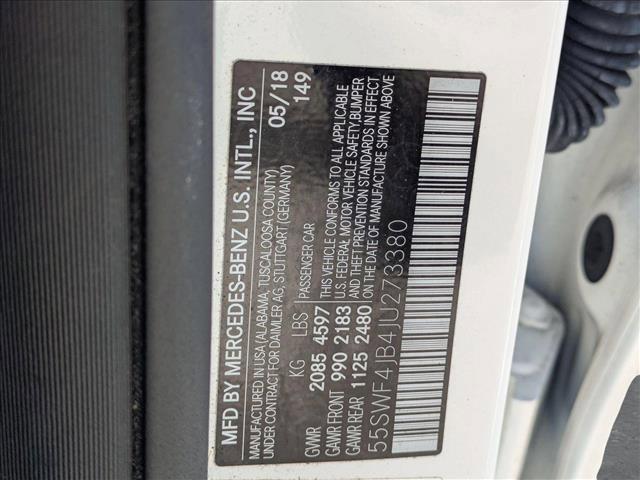 MFD BY MERCEDES-BENZ U.S. INTL., INC
MANUFACTURED IN USA (ALABAMA, TUSCALOOSA COUNTY)
UNDER CONTRACT FOR DAIMLER AG, STUTTGART (GERMANY)
05/18
149
KG LBS
PASSENGER CAR
GVWR 2085 4597
GAWR FRONT 990 2183
GAWR REAR 1125 2480
THIS VEHICLE CONFORMS TO ALL APPLICABLE
U.S. FEDERAL MOTOR VEHICLE SAFETY, BUMPER
AND THEFT PREVENTION STANDARDS IN EFFECT
ON THE DATE OF MANUFACTURE SHOWN ABOVE
55SWF4JB4JU273380